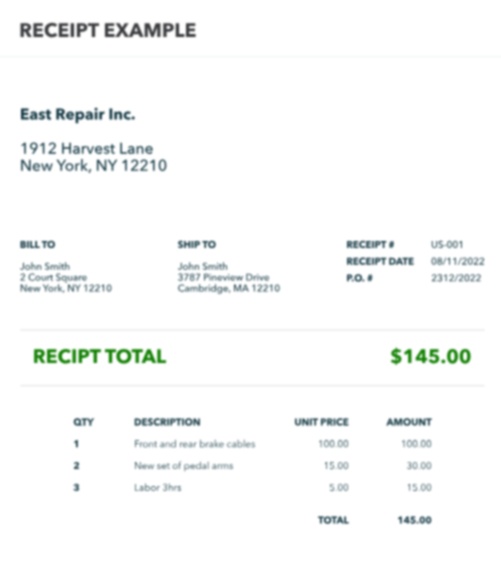 RECEIPT EXAMPLE
East Repair Inc.
1912 Harvest Lane
New York, NY 12210
BILL TO
John Smith
2 Court Square
New York, NY 12210
SHIP TO
John Smith
3787 Pineview Drive
Cambridge, MA 12210
RECEIPT # US-001
RECEIPT DATE 08/11/2022
P.O. # 2312/2022
RECIPT TOTAL $145.00
QTY DESCRIPTION UNIT PRICE AMOUNT
1 Front and rear brake cables 100.00 100.00
2 New set of pedal arms 15.00 30.00
3 Labor 3hrs 5.00 15.00
TOTAL 145.00